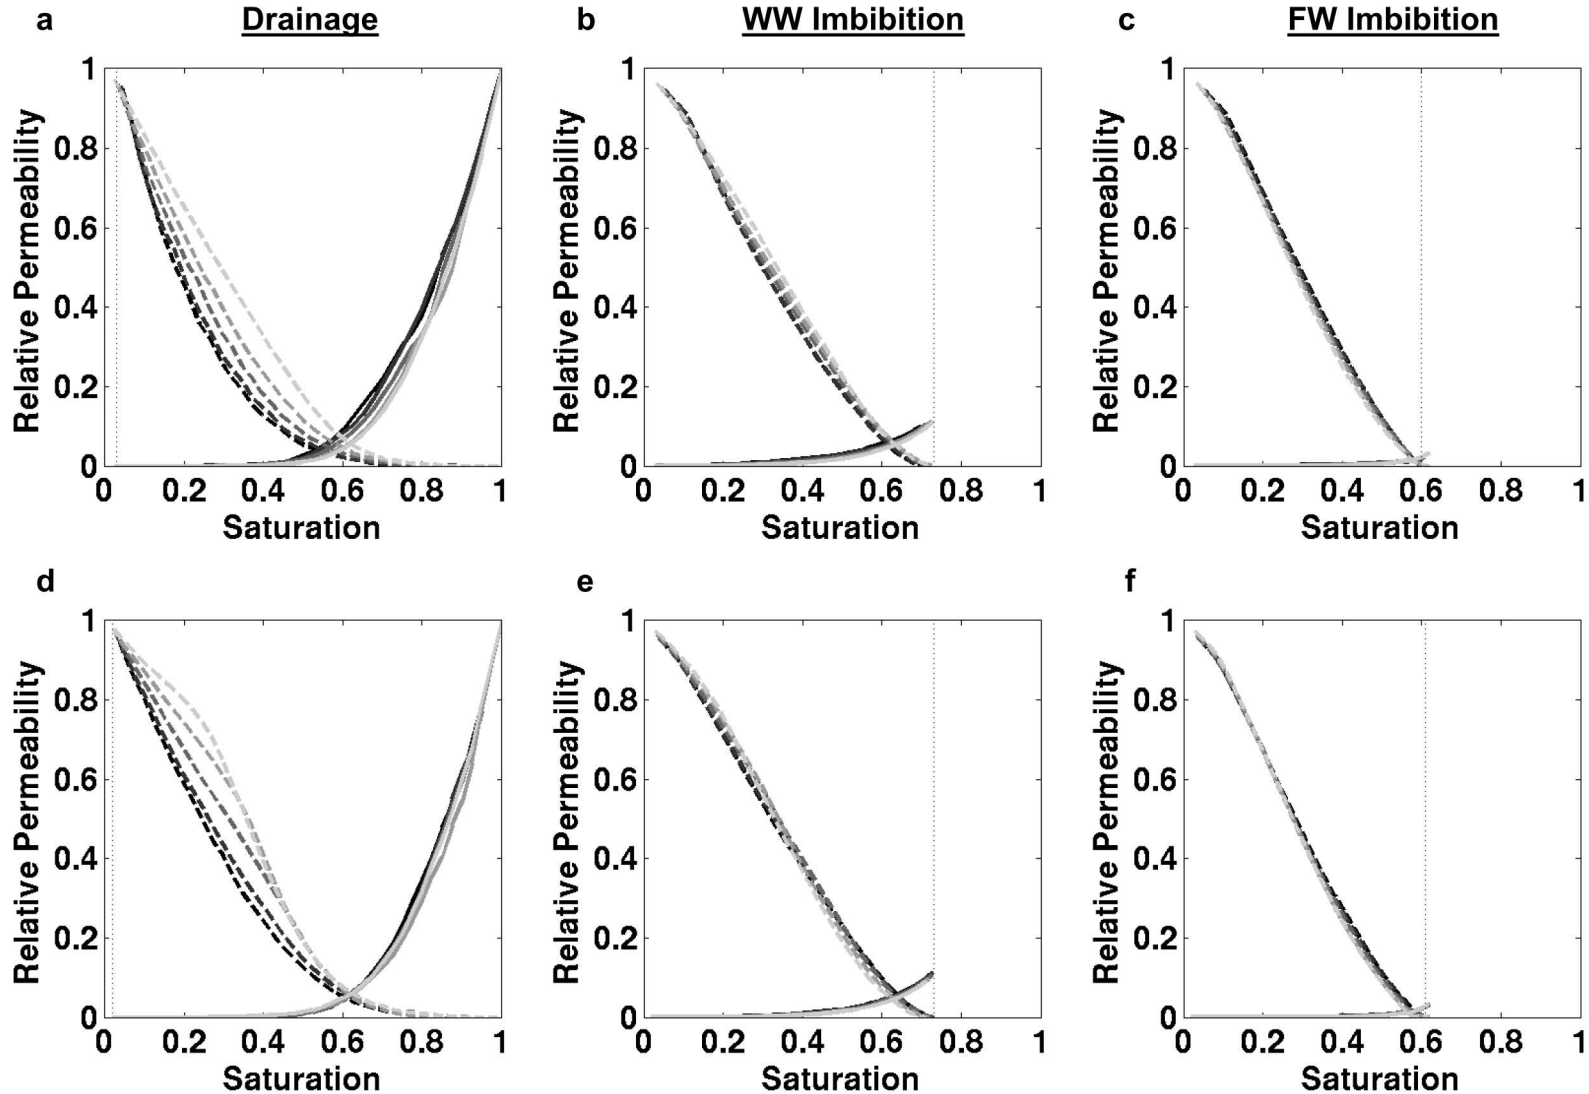 a Drainage b WW Imbibition c FW Imbibition
1 1 1
0.8 0.8 0.8
0.6 0.6 0.6
0.4 0.4 0.4
0.2 0.2 0.2
0 0 0
Relative Permeability Relative Permeability Relative Permeability
0 0.2 0.4 0.6 0.8 1 0 0.2 0.4 0.6 0.8 1 0 0.2 0.4 0.6 0.8 1
Saturation Saturation Saturation
d e f
1 1 1
0.8 0.8 0.8
0.6 0.6 0.6
0.4 0.4 0.4
0.2 0.2 0.2
0 0 0
Relative Permeability Relative Permeability Relative Permeability
0 0.2 0.4 0.6 0.8 1 0 0.2 0.4 0.6 0.8 1 0 0.2 0.4 0.6 0.8 1
Saturation Saturation Saturation